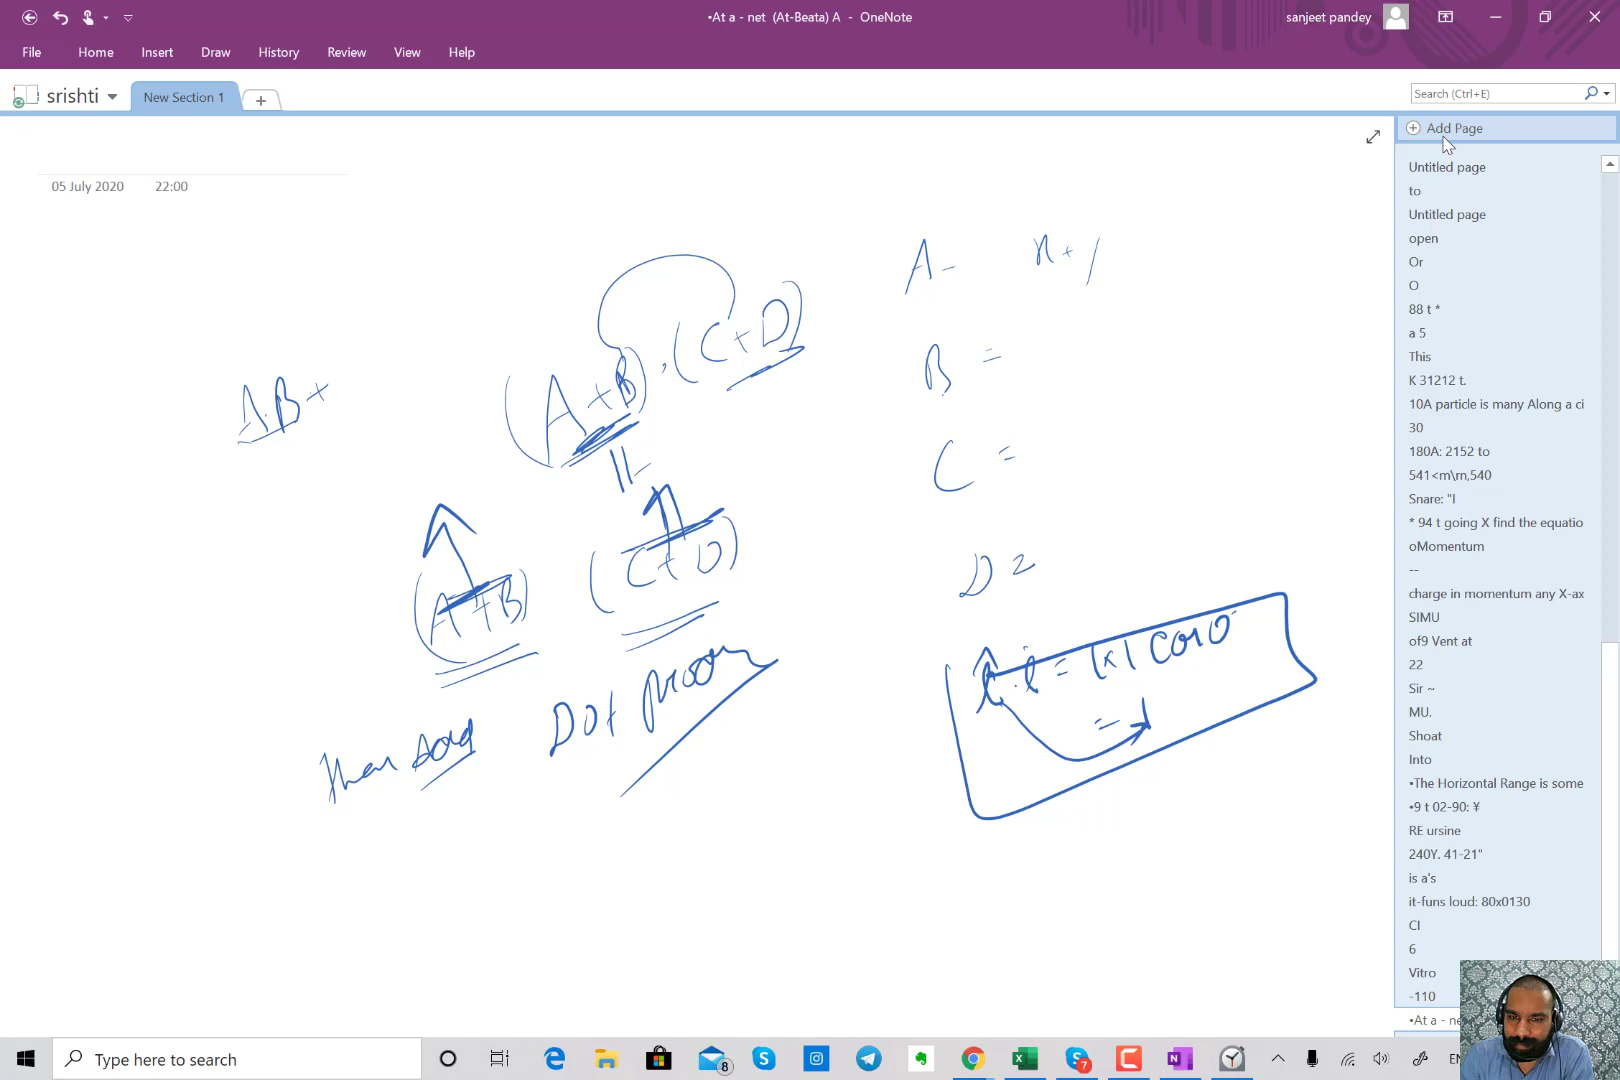 •At a - net (At-Beata) A - OneNote
sanjeet pandey
File Home Insert Draw History Review View Help
srishti
New Section 1
Search (Ctrl+E)
Add Page
05 July 2020 22:00
(A+B) . (C+D)
A.B+
(A+B) (C+D)
Dot
A -
B =
C =
D =
= 1
Untitled page
to
Untitled page
open
Or
O
88 t *
a 5
This
K 31212 t.
10A particle is many Along a ci
30
180A: 2152 to
541<m\rn,540
Snare: "I
* 94 t going X find the equatio
oMomentum
--
charge in momentum any X-ax
SIMU
of9 Vent at
22
Sir ~
MU.
Shoat
Into
•The Horizontal Range is some
•9 t 02-90: ¥
RE ursine
240Y. 41-21"
is a's
it-funs loud: 80x0130
CI
6
Vitro
-110
•At a - ne
Type here to search
8
7